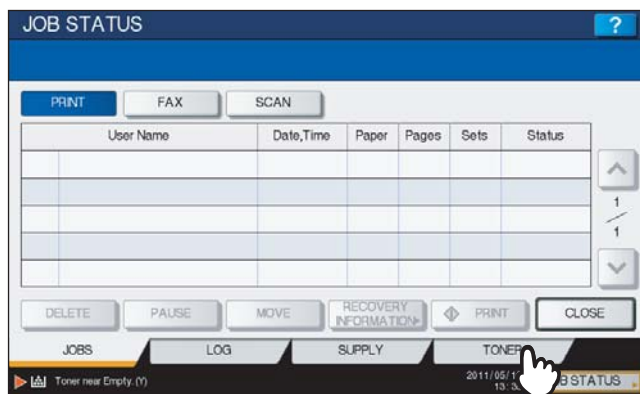 JOB STATUS ?
PRINT FAX SCAN
User Name Date,Time Paper Pages Sets Status
1
1
DELETE PAUSE MOVE RECOVERY INFORMATION PRINT CLOSE
JOBS LOG SUPPLY TONER
Toner near Empty.(Y) 2011/05/1
13:3
B STATUS